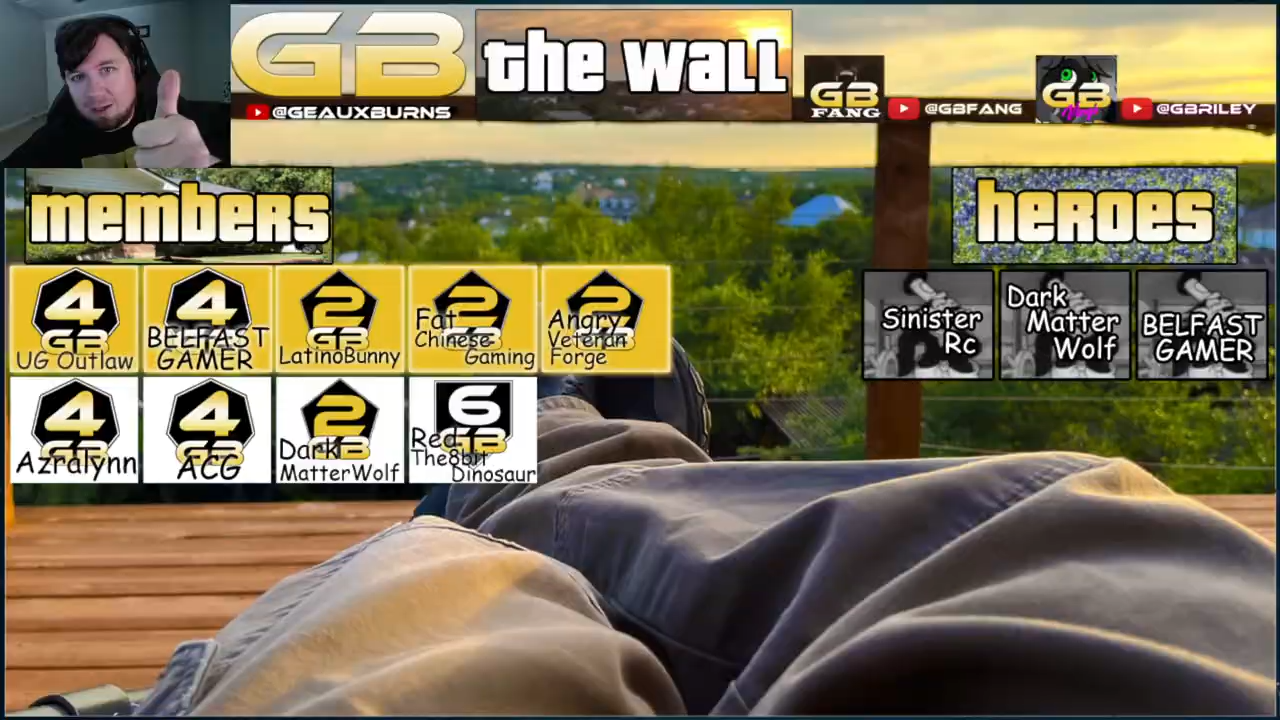 GB
the wall
@GEAUXBURNS
GB
FANG
@GBFANG
GB
@GBRILEY
members
heroes
4
GB
UG Outlaw
4
BELFAST
GAMER
2
GB
LatinoBunny
2
GB
Fat
Chinese
Gaming
2
GB
Angry
Veteran
Forge
Sinister
Rc
Dark
Matter
Wolf
BELFAST
GAMER
4
GB
Azralynn
4
GB
ACG
2
GB
Dark
MatterWolf
6
GB
Red
The8bit
Dinosaur